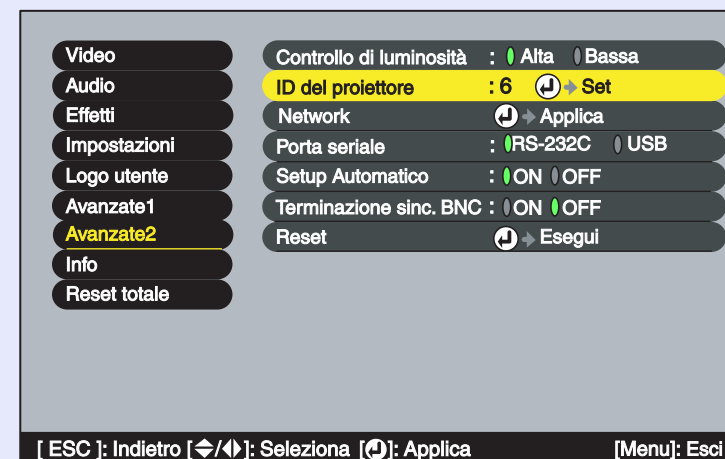 Video
Audio
Effetti
Impostazioni
Logo utente
Avanzate1
Avanzate2
Info
Reset totale
Controllo di luminosità : Alta Bassa
ID del proiettore : 6 Set
Network Applica
Porta seriale : RS-232C USB
Setup Automatico : ON OFF
Terminazione sinc. BNC : ON OFF
Reset Esegui
[ ESC ]: Indietro [ / ]: Seleziona [ ]: Applica [Menu]: Esci